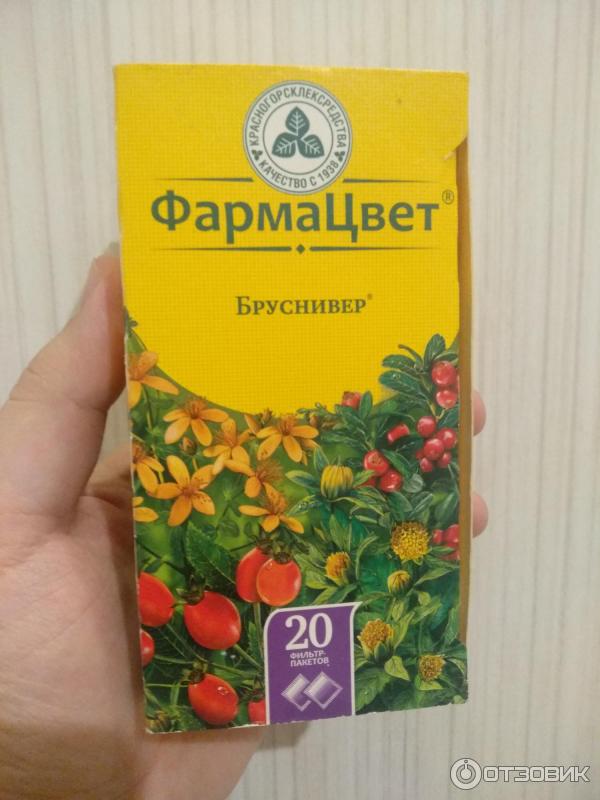 КРАСНОГОРСКЛЕКСРЕДСТВА
КАЧЕСТВО С 1938
ФармаЦвет®
Бруснивер®
20
ФИЛЬТР-
ПАКЕТОВ
ОТЗОВИК